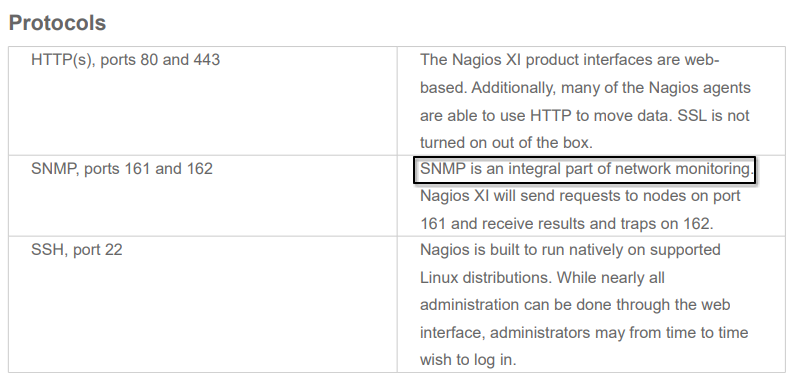 Protocols
HTTP(s), ports 80 and 443
The Nagios XI product interfaces are web-
based. Additionally, many of the Nagios agents
are able to use HTTP to move data. SSL is not
turned on out of the box.
SNMP, ports 161 and 162
SNMP is an integral part of network monitoring.
Nagios XI will send requests to nodes on port
161 and receive results and traps on 162.
SSH, port 22
Nagios is built to run natively on supported
Linux distributions. While nearly all
administration can be done through the web
interface, administrators may from time to time
wish to log in.